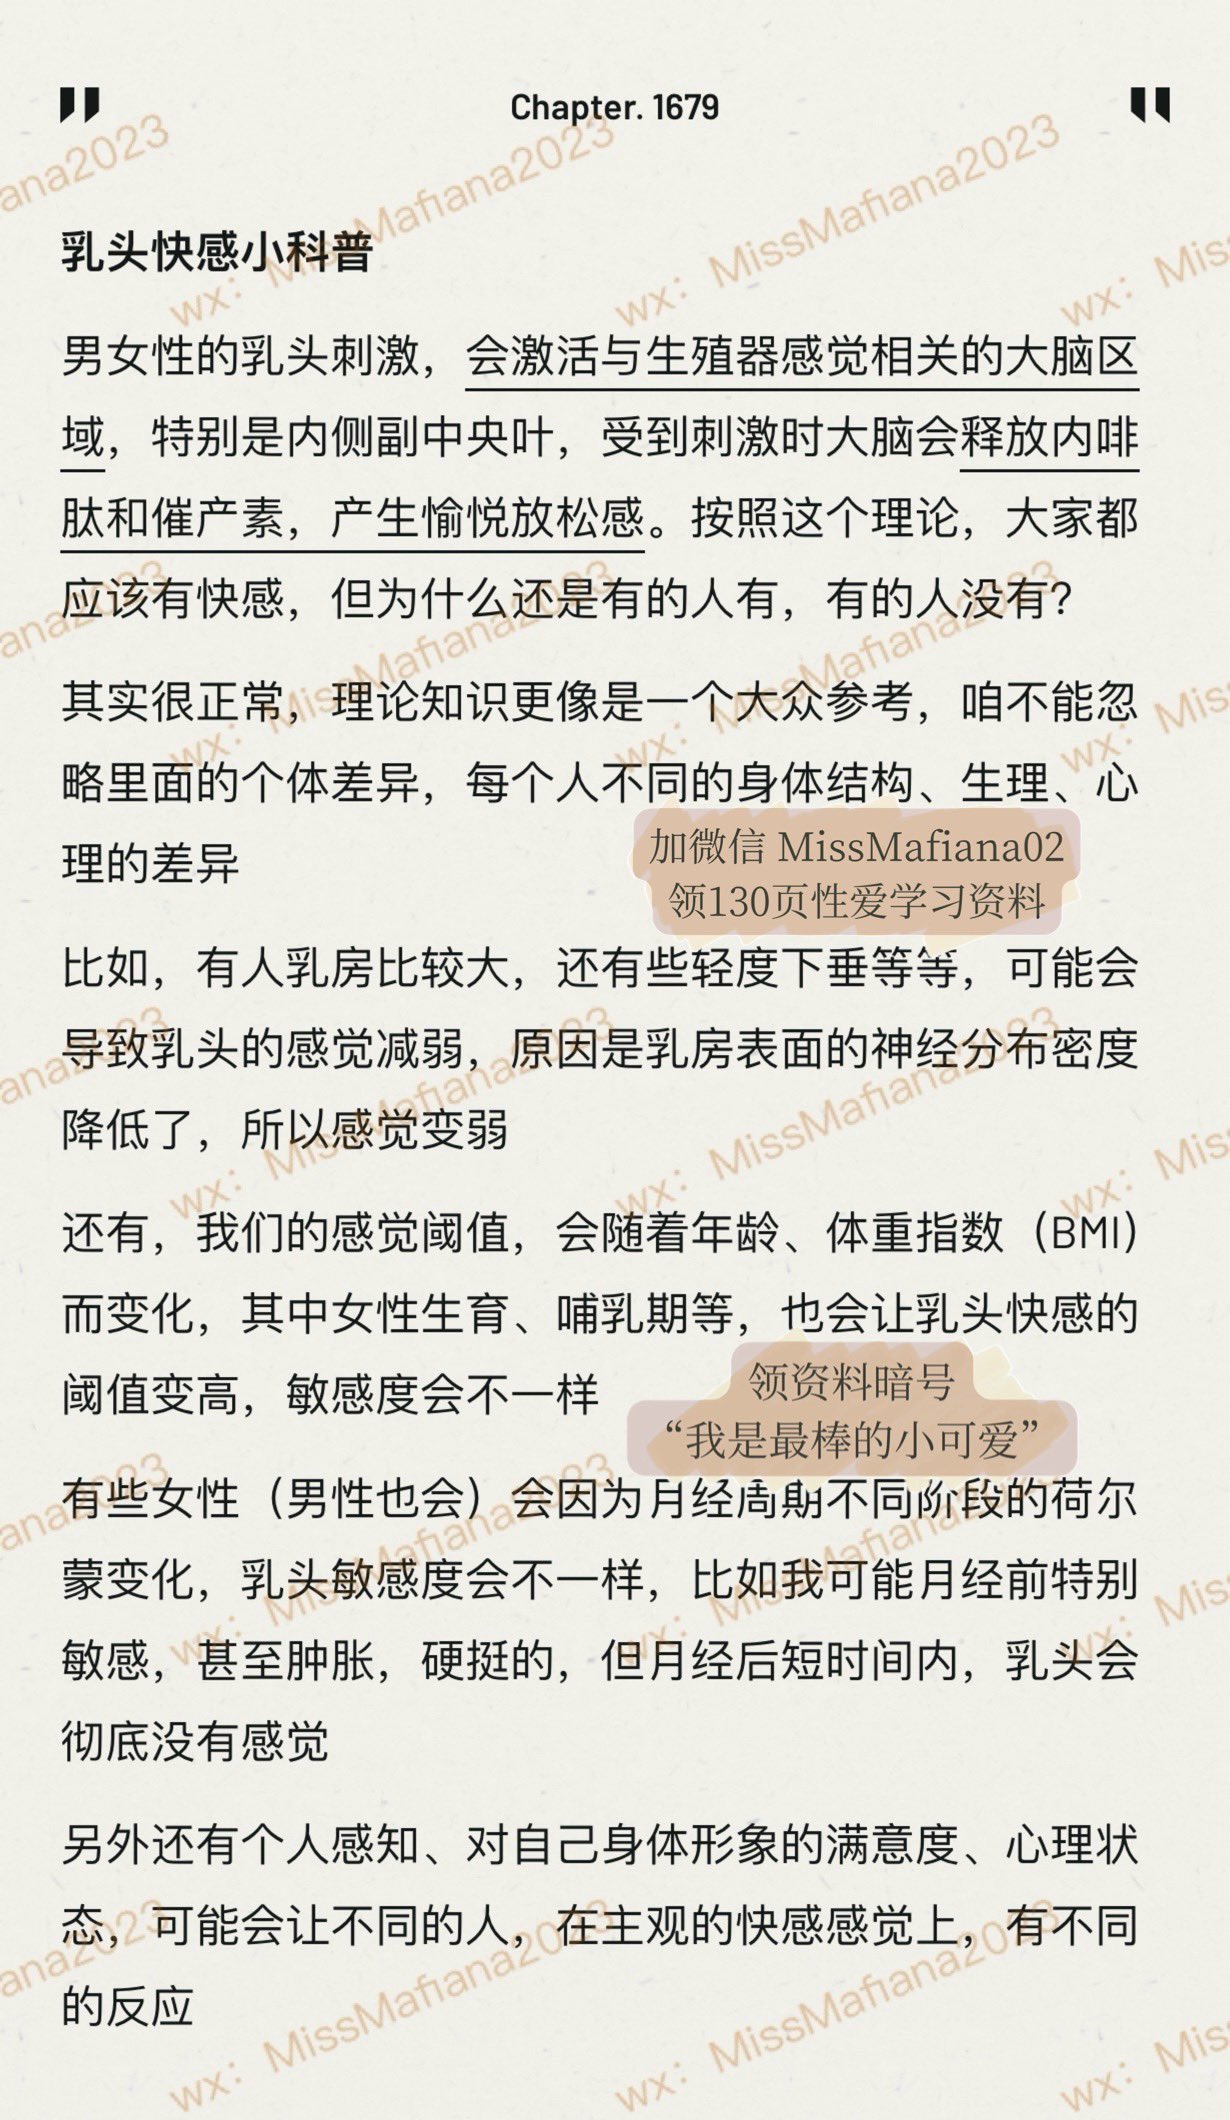 Chapter. 1679
乳头快感小科普
男女性的乳头刺激，会激活与生殖器感觉相关的大脑区
域，特别是内侧副中央叶，受到刺激时大脑会释放内啡
肽和催产素，产生愉悦放松感。按照这个理论，大家都
应该有快感，但为什么还是有的人有，有的人没有？
其实很正常，理论知识更像是一个大众参考，咱不能忽
略里面的个体差异，每个人不同的身体结构、生理、心
理的差异
加微信 MissMafiana02
领130页性爱学习资料
比如，有人乳房比较大，还有些轻度下垂等等，可能会
导致乳头的感觉减弱，原因是乳房表面的神经分布密度
降低了，所以感觉变弱
还有，我们的感觉阈值，会随着年龄、体重指数（BMI）
而变化，其中女性生育、哺乳期等，也会让乳头快感的
阈值变高，敏感度会不一样
领资料暗号
“我是最棒的小可爱”
有些女性（男性也会）会因为月经周期不同阶段的荷尔
蒙变化，乳头敏感度会不一样，比如我可能月经前特别
敏感，甚至肿胀，硬挺的，但月经后短时间内，乳头会
彻底没有感觉
另外还有个人感知、对自己身体形象的满意度、心理状
态，可能会让不同的人，在主观的快感感觉上，有不同
的反应
wx：MissMafiana2023